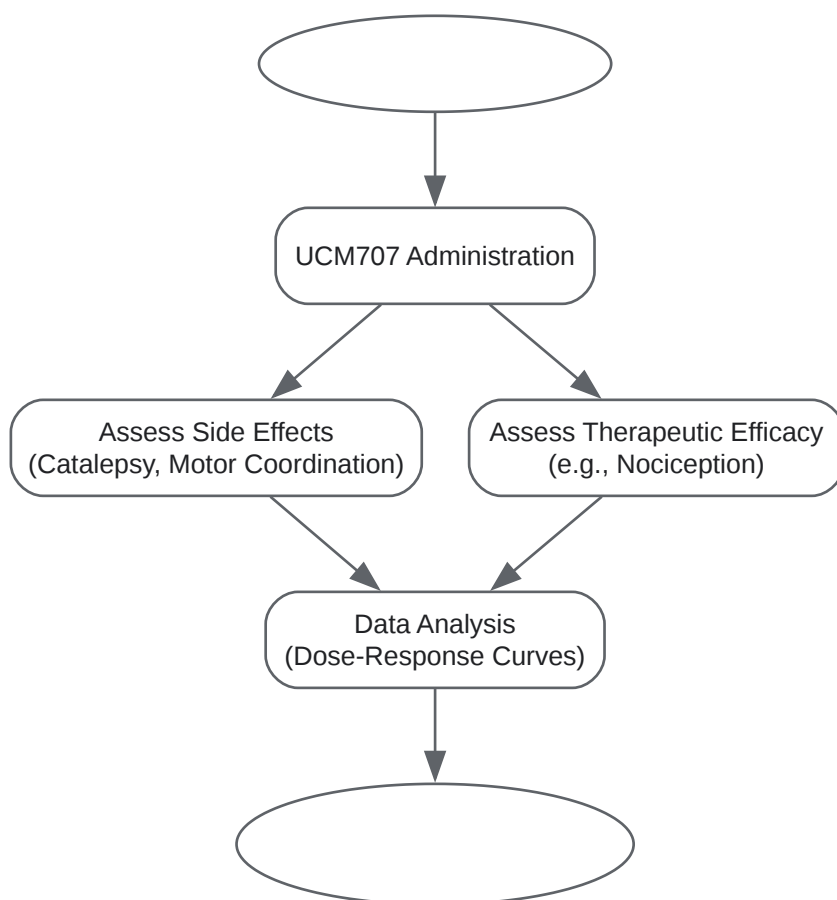 UCM707 Administration
Assess Side Effects
(Catalepsy, Motor Coordination)
Assess Therapeutic Efficacy
(e.g., Nociception)
Data Analysis
(Dose-Response Curves)